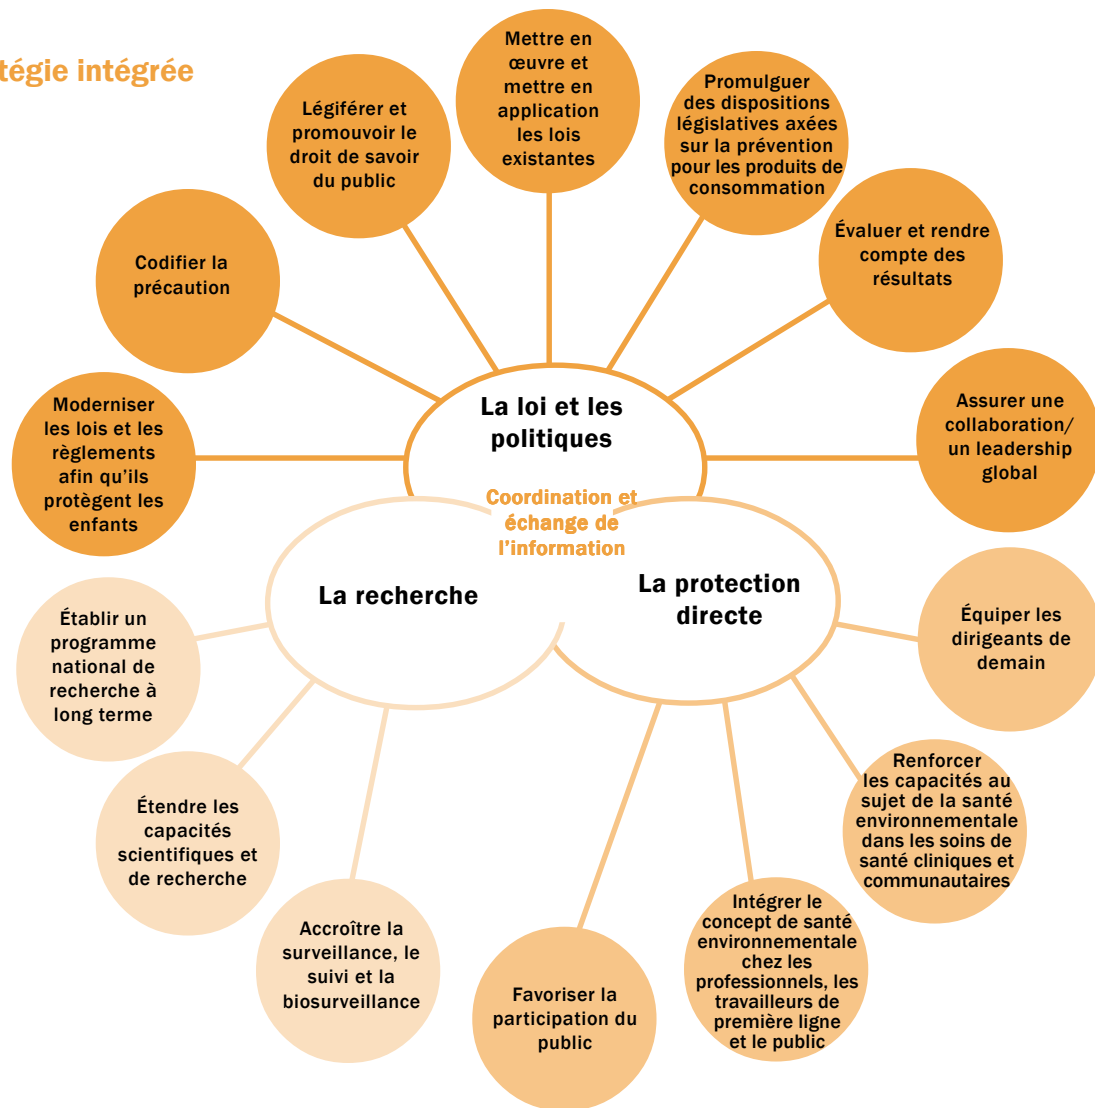 tégie intégrée
Mettre en
œuvre et
mettre en
application
les lois
existantes
Promulguer
des dispositions
législatives axées
sur la prévention
pour les produits de
consommation
Légiférer et
promouvoir le
droit de savoir
du public
Évaluer et rendre
compte des
résultats
Codifier la
précaution
Assurer une
collaboration/
un leadership
global
Moderniser
les lois et les
règlements
afin qu'ils
protègent les
enfants
La loi et les
politiques
Coordination et
échange de
l'information
La recherche
La protection
directe
Établir un
programme
national de
recherche à
long terme
Équiper les
dirigeants de
demain
Étendre les
capacités
scientifiques et
de recherche
Renforcer
les capacités au
sujet de la santé
environnementale
dans les soins de
santé cliniques et
communautaires
Accroître la
surveillance, le
suivi et la
biosurveillance
Intégrer le
concept de santé
environnementale
chez les
professionnels, les
travailleurs de
première ligne
et le public
Favoriser la
participation du
public